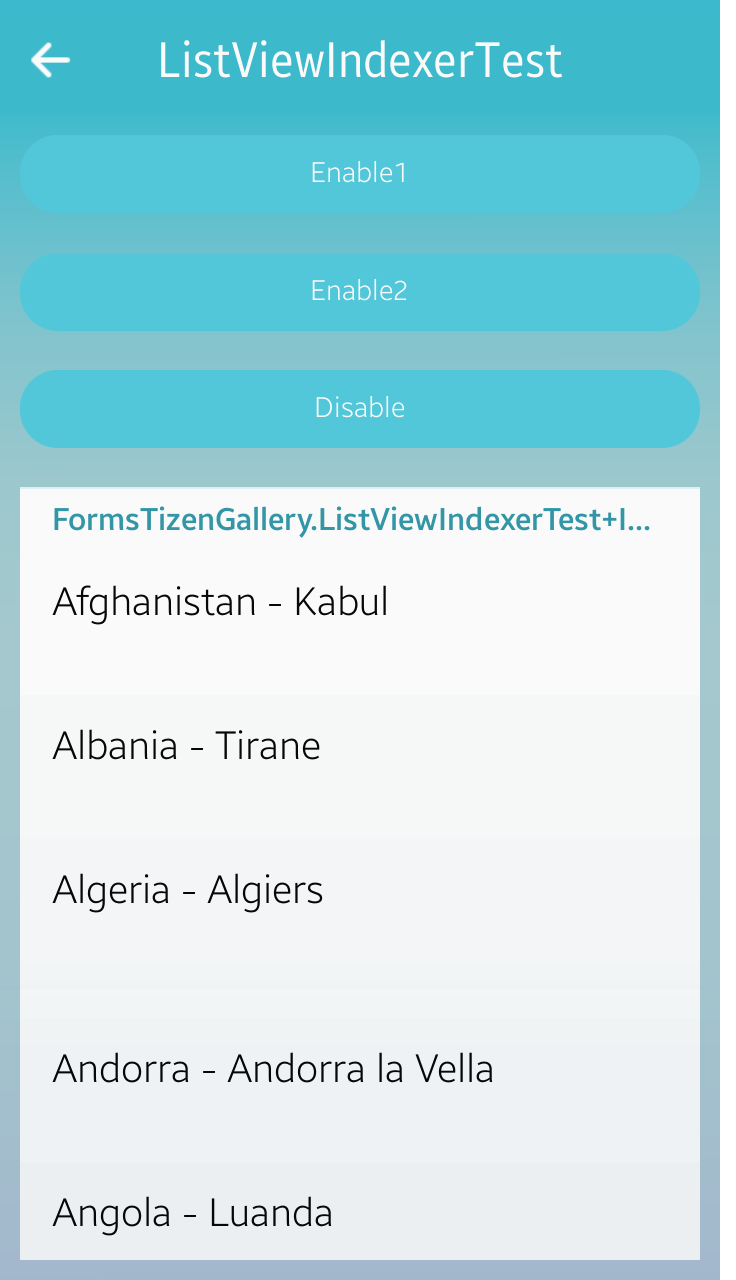 ListViewIndexerTest
Enable1
Enable2
Disable
FormsTizenGallery.ListViewIndexerTest+I...
Afghanistan - Kabul
Albania - Tirane
Algeria - Algiers
Andorra - Andorra la Vella
Angola - Luanda